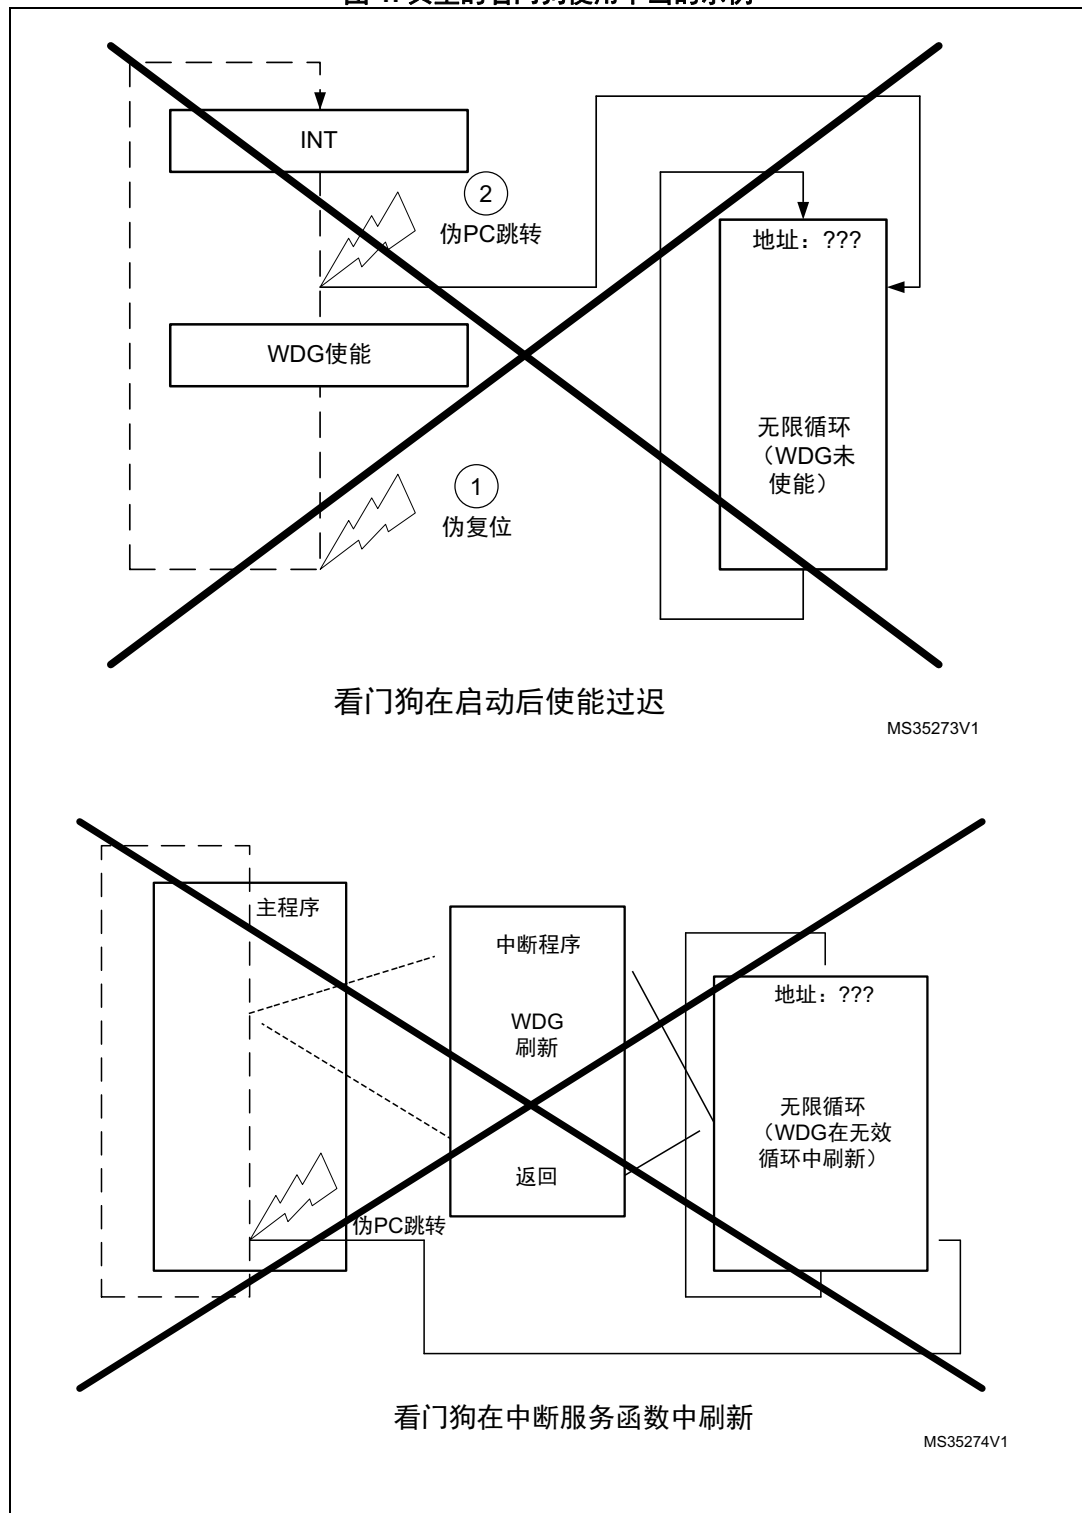 INT
2
伪PC跳转
地址：???
WDG使能
无限循环
（WDG未
使能）
1
伪复位
看门狗在启动后使能过迟
MS35273V1
主程序
中断程序
地址：???
WDG
刷新
无限循环
（WDG在无效
循环中刷新）
返回
伪PC跳转
看门狗在中断服务函数中刷新
MS35274V1